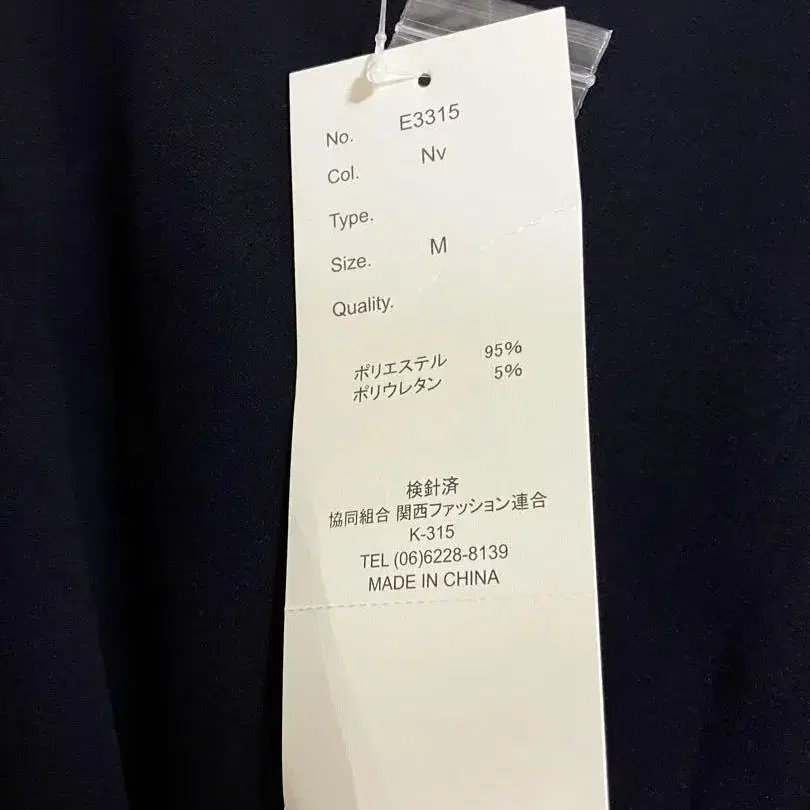 No. E3315
Col. Nv
Type.
Size. M
Quality.
ポリエステル 95%
ポリウレタン 5%
検針済
協同組合 関西ファッション連合
K-315
TEL (06)6228-8139
MADE IN CHINA